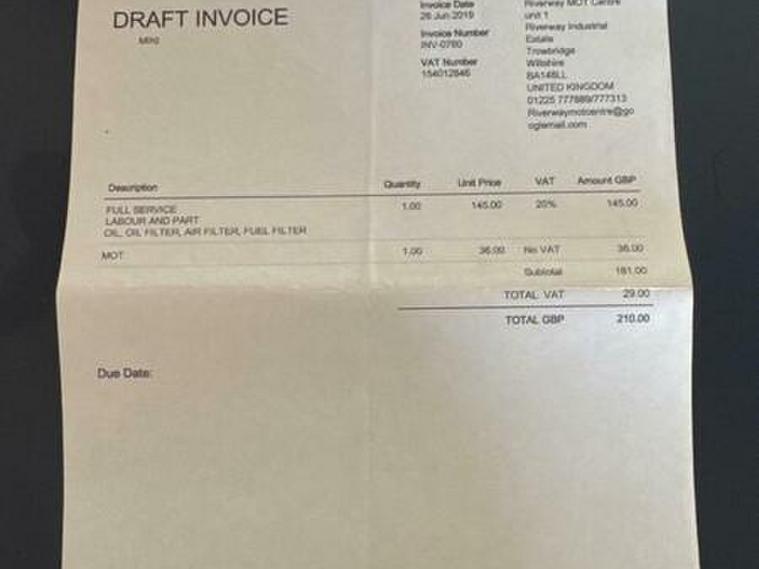 DRAFT INVOICE
Mini
Invoice Date
26 Jun 2019
Invoice Number
INV-0780
VAT Number
154012846
Riverway MOT Centre
unit 1
Riverway Industrial
Estate
Trowbridge
Wiltshire
BA148LL
UNITED KINGDOM
01225 777889/777313
Riverwaymotcentre@go
oglemail.com
Description Quantity Unit Price VAT Amount GBP
FULL SERVICE 1.00 145.00 20% 145.00
LABOUR AND PART
OIL, OIL FILTER, AIR FILTER, FUEL FILTER
MOT 1.00 36.00 No VAT 36.00
Subtotal 181.00
TOTAL VAT 29.00
TOTAL GBP 210.00
Due Date: